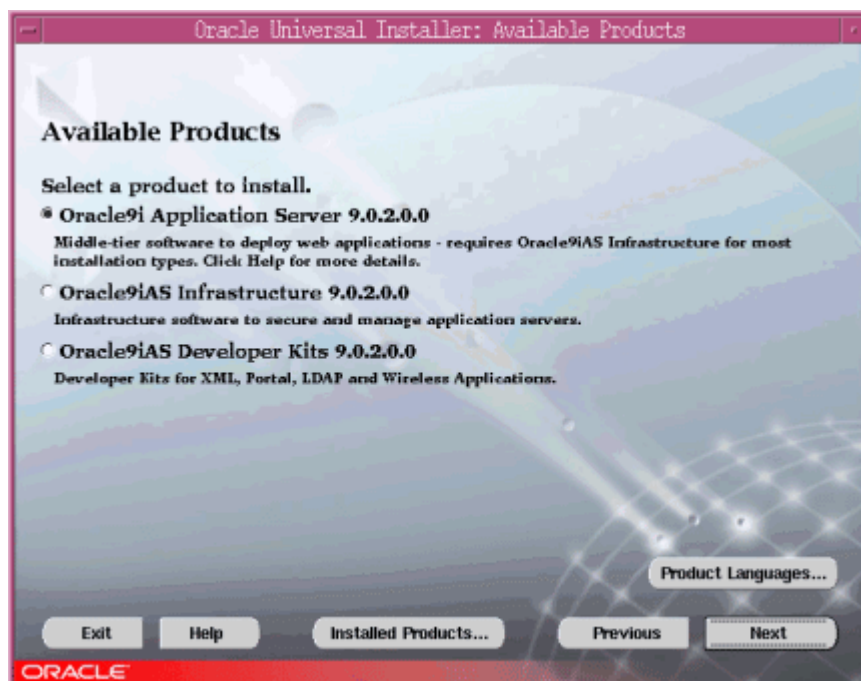 Oracle Universal Installer: Available Products
Available Products
Select a product to install.
Oracle9i Application Server 9.0.2.0.0
Middle-tier software to deploy web applications - requires Oracle9iAS Infrastructure for most
installation types. Click Help for more details.
Oracle9iAS Infrastructure 9.0.2.0.0
Infrastructure software to secure and manage application servers.
Oracle9iAS Developer Kits 9.0.2.0.0
Developer Kits for XML, Portal, LDAP and Wireless Applications.
Product Languages...
Exit Help Installed Products... Previous Next
ORACLE